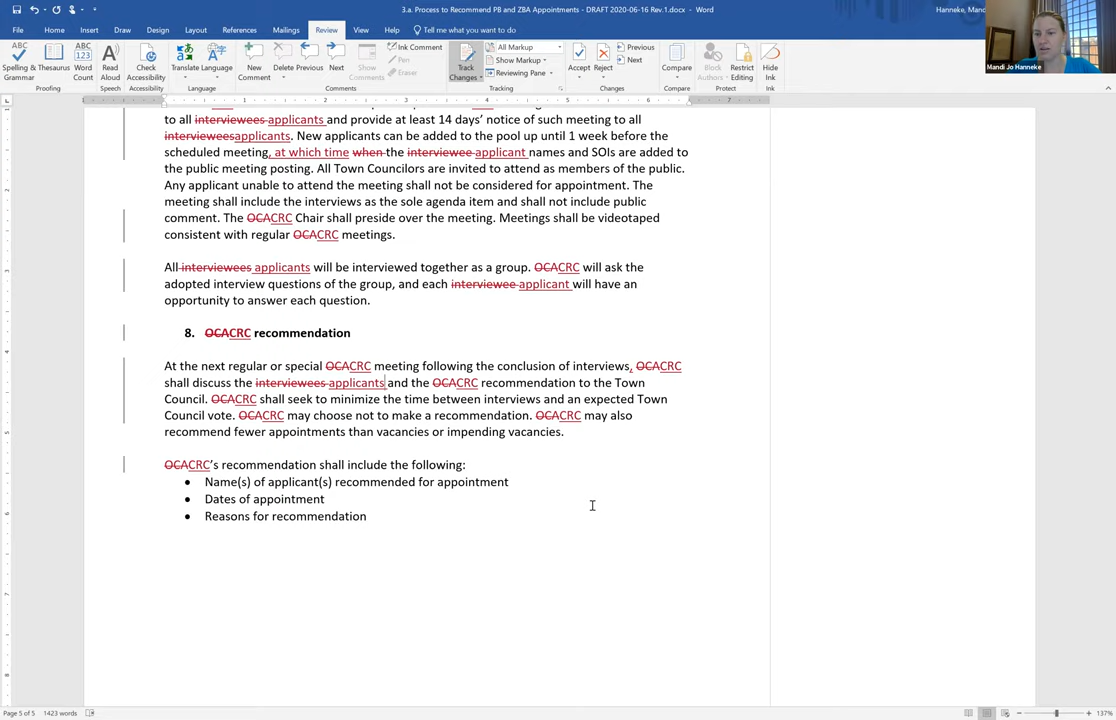 3.a. Process to Recommend PB and ZBA Appointments - DRAFT 2020-06-16 Rev.1.docx - Word
Hanneke, Mand
File Home Insert Draw Design Layout References Mailings Review View Help Tell me what you want to do
Mandi Jo Hanneke
Spelling & Grammar
Thesaurus
Word Count
Read Aloud
Check Accessibility
Translate
Language
New Comment
Delete
Previous
Next
Show Comments
Ink Comment
Pen
Eraser
Track Changes
All Markup
Show Markup
Reviewing Pane
Accept
Reject
Previous
Next
Compare
Block Authors
Restrict Editing
Hide Ink
Proofing Speech Accessibility Language Comments Tracking Changes Compare Protect Ink
to all interviewees applicants and provide at least 14 days' notice of such meeting to all
intervieweesapplicants. New applicants can be added to the pool up until 1 week before the
scheduled meeting, at which time when the interviewee applicant names and SOIs are added to
the public meeting posting. All Town Councilors are invited to attend as members of the public.
Any applicant unable to attend the meeting shall not be considered for appointment. The
meeting shall include the interviews as the sole agenda item and shall not include public
comment. The OCACRC Chair shall preside over the meeting. Meetings shall be videotaped
consistent with regular OCACRC meetings.
All interviewees applicants will be interviewed together as a group. OCACRC will ask the
adopted interview questions of the group, and each interviewee applicant will have an
opportunity to answer each question.
8. OCACRC recommendation
At the next regular or special OCACRC meeting following the conclusion of interviews, OCACRC
shall discuss the interviewees applicants and the OCACRC recommendation to the Town
Council. OCACRC shall seek to minimize the time between interviews and an expected Town
Council vote. OCACRC may choose not to make a recommendation. OCACRC may also
recommend fewer appointments than vacancies or impending vacancies.
OCACRC's recommendation shall include the following:
• Name(s) of applicant(s) recommended for appointment
• Dates of appointment
• Reasons for recommendation
Page 5 of 5 1423 words
137%